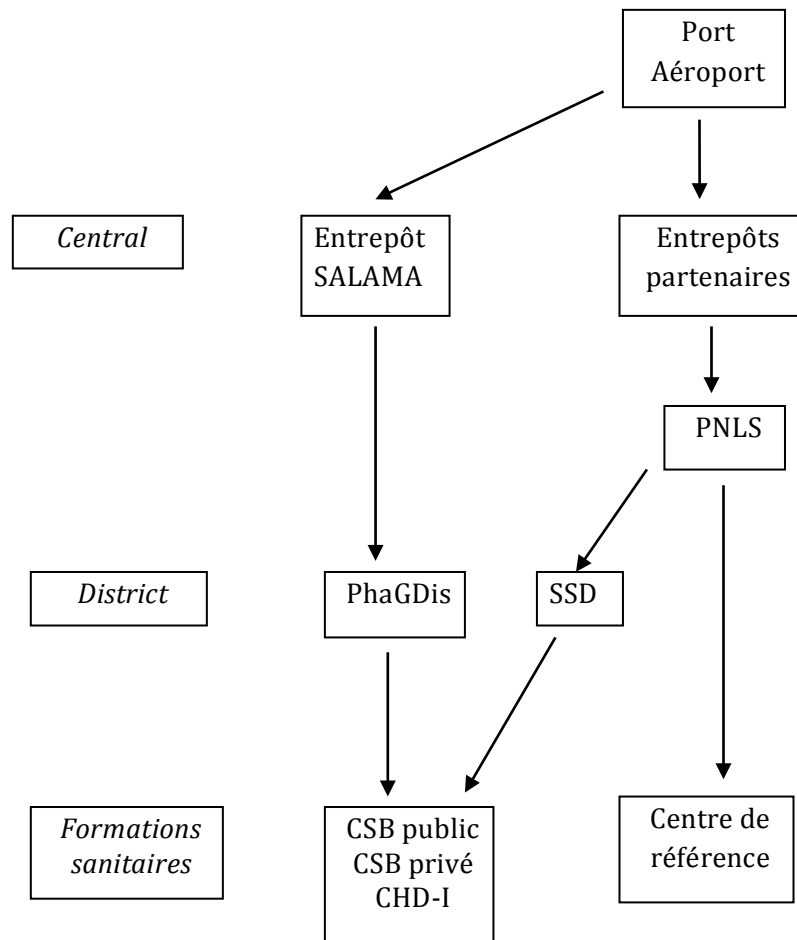 Port
Aéroport
Central
Entrepôt
SALAMA
Entrepôts
partenaires
PNLS
District
PhaGDis
SSD
Formations
sanitaires
CSB public
CSB privé
CHD-I
Centre de
référence